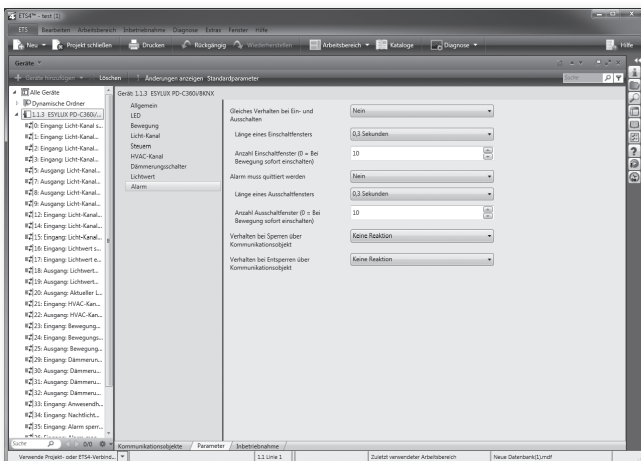 ETS4™ - test (1)
ETS Bearbeiten Arbeitsbereich Inbetriebnahme Diagnose Extras Fenster Hilfe
Neu Projekt schließen Drucken Rückgängig Wiederherstellen Arbeitsbereich Kataloge Diagnose Hilfe
Geräte
Geräte hinzufügen Löschen Änderungen anzeigen Standardparameter Suche
Alle Geräte
Dynamische Ordner
1.1.3 ESYLUX PD-C360i/...
0: Eingang: Licht-Kanal s...
1: Eingang: Licht-Kanal...
2: Eingang: Licht-Kanal...
3: Eingang: Licht-Kanal...
5: Ausgang: Licht-Kanal...
7: Ausgang: Licht-Kanal...
8: Ausgang: Licht-Kanal...
9: Ausgang: Licht-Kanal...
12: Eingang: Licht-Kanal...
14: Eingang: Licht-Kanal...
15: Eingang: Licht-Kanal...
16: Eingang: Lichtwert s...
17: Eingang: Lichtwert e...
18: Ausgang: Lichtwert...
19: Ausgang: Lichtwert...
20: Ausgang: Aktueller L...
21: Eingang: HVAC-Kan...
22: Ausgang: HVAC-Kan...
23: Eingang: Bewegung...
24: Eingang: Bewegungs...
25: Ausgang: Bewegung...
29: Eingang: Dämmerun...
30: Ausgang: Dämmeru...
31: Ausgang: Dämmeru...
32: Ausgang: Dämmeru...
33: Eingang: Anwesendh...
34: Eingang: Nachtlicht...
35: Eingang: Alarm sperr...
Suche 0/0
Gerät: 1.1.3 ESYLUX PD-C360i/8KNX
Allgemein
LED
Bewegung
Licht-Kanal
Steuern
HVAC-Kanal
Dämmerungsschalter
Lichtwert
Alarm
Gleiches Verhalten bei Ein- und Ausschalten Nein
Länge eines Einschaltfensters 0,3 Sekunden
Anzahl Einschaltfenster (0 = Bei Bewegung sofort einschalten) 10
Alarm muss quittiert werden Nein
Länge eines Ausschaltfensters 0,3 Sekunden
Anzahl Ausschaltfenster (0 = Bei Bewegung sofort einschalten) 10
Verhalten bei Sperren über Kommunikationsobjekt Keine Reaktion
Verhalten bei Entsperren über Kommunikationsobjekt Keine Reaktion
Kommunikationsobjekte Parameter Inbetriebnahme
Verwende Projekt- oder ETS4-Verbind... 1.1 Linie 1 Zuletzt verwendeter Arbeitsbereich Neue Datenbank(1).mdf